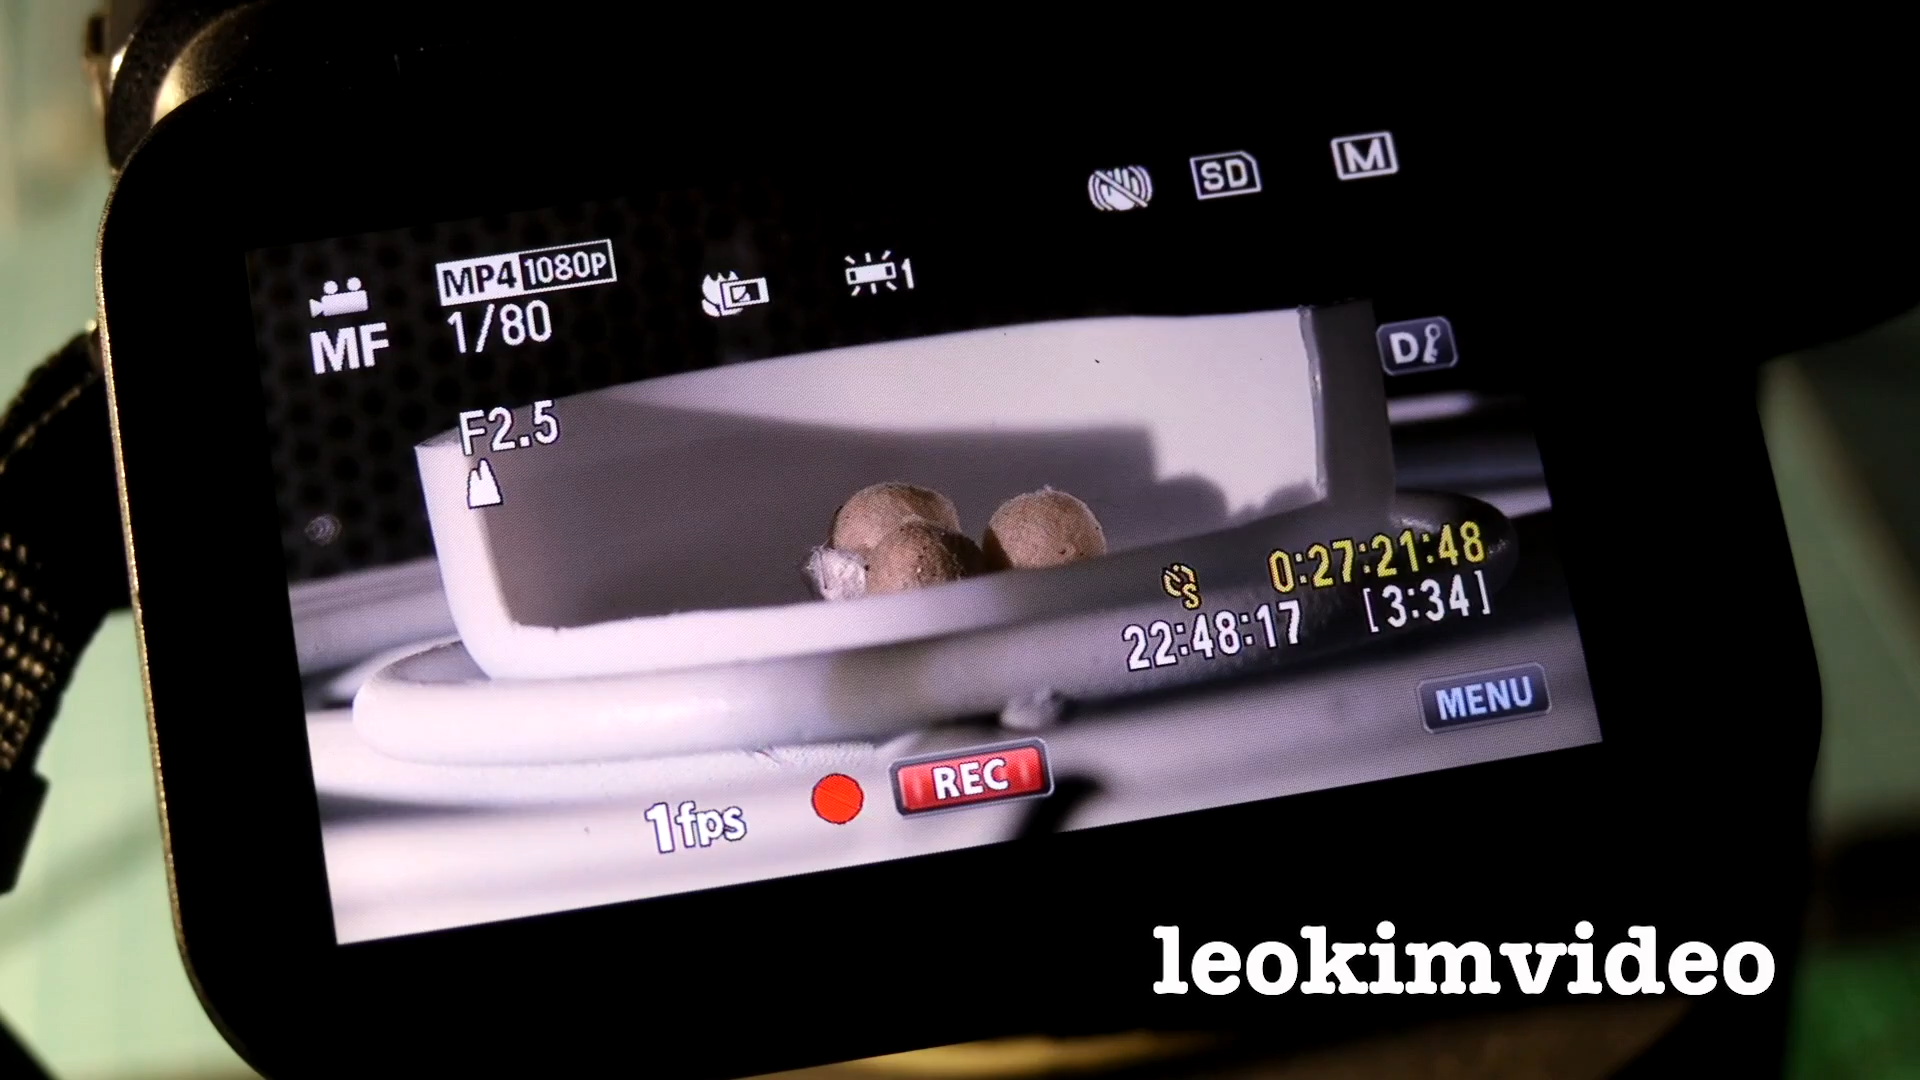 SD M
MP4 1080p
MF 1/80
1
D
F2.5
S 0:27:21:48
22:48:17 [3:34]
MENU
1fps REC
leokimvideo